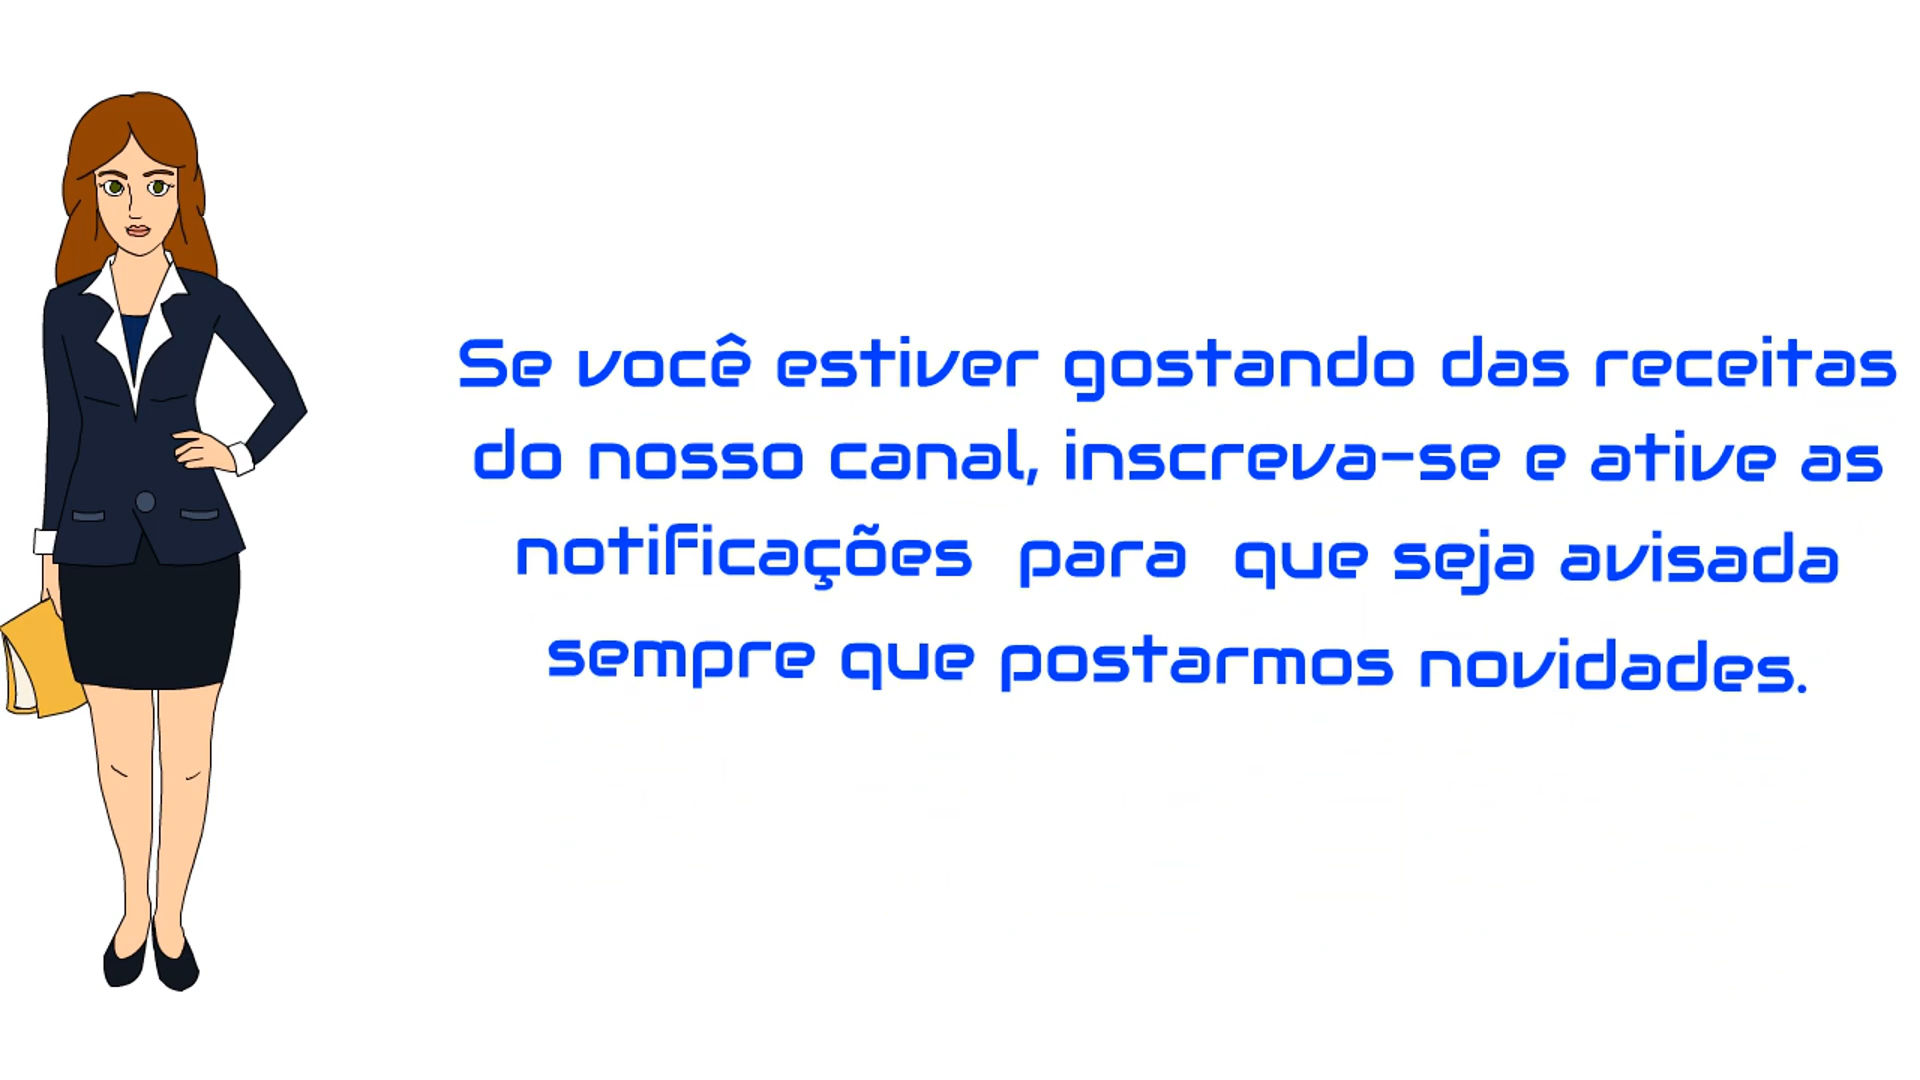 Se você estiver gostando das receitas
do nosso canal, inscreva-se e ative as
notificações para que seja avisada
sempre que postarmos novidades.